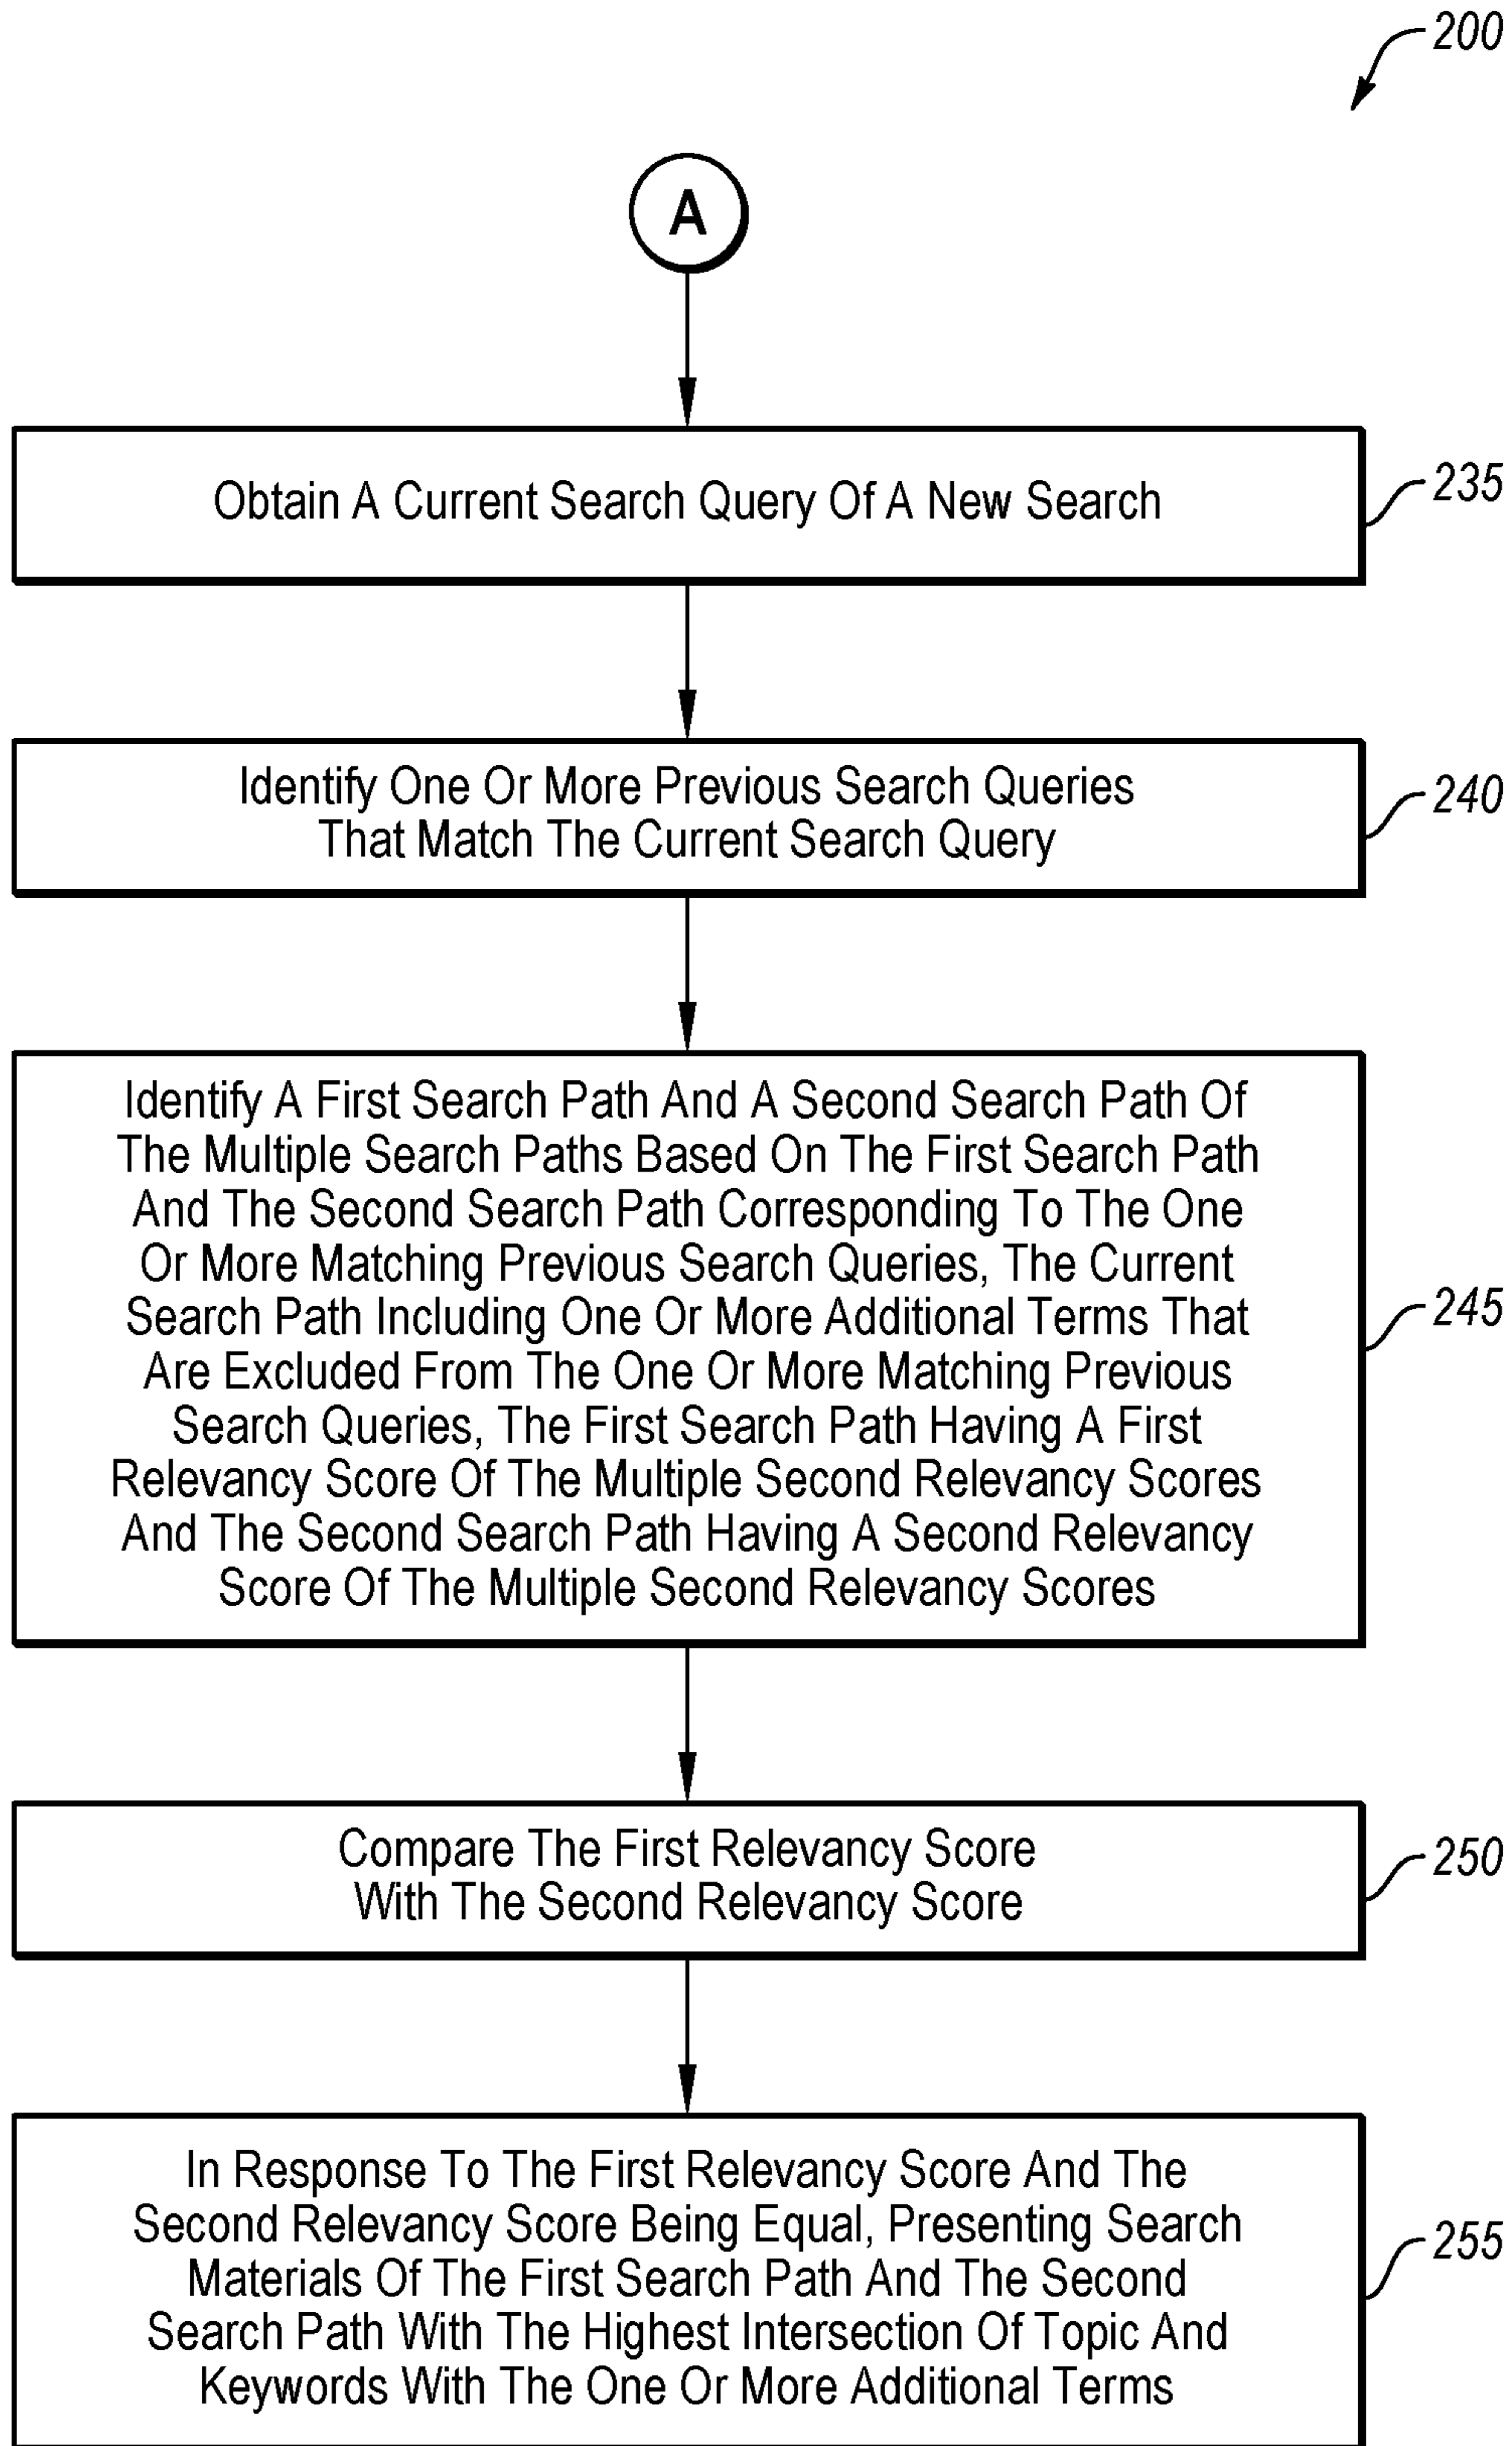 200
A
Obtain A Current Search Query Of A New Search
235
Identify One Or More Previous Search Queries
That Match The Current Search Query
240
Identify A First Search Path And A Second Search Path Of
The Multiple Search Paths Based On The First Search Path
And The Second Search Path Corresponding To The One
Or More Matching Previous Search Queries, The Current
Search Path Including One Or More Additional Terms That
Are Excluded From The One Or More Matching Previous
Search Queries, The First Search Path Having A First
Relevancy Score Of The Multiple Second Relevancy Scores
And The Second Search Path Having A Second Relevancy
Score Of The Multiple Second Relevancy Scores
245
Compare The First Relevancy Score
With The Second Relevancy Score
250
In Response To The First Relevancy Score And The
Second Relevancy Score Being Equal, Presenting Search
Materials Of The First Search Path And The Second
Search Path With The Highest Intersection Of Topic And
Keywords With The One Or More Additional Terms
255